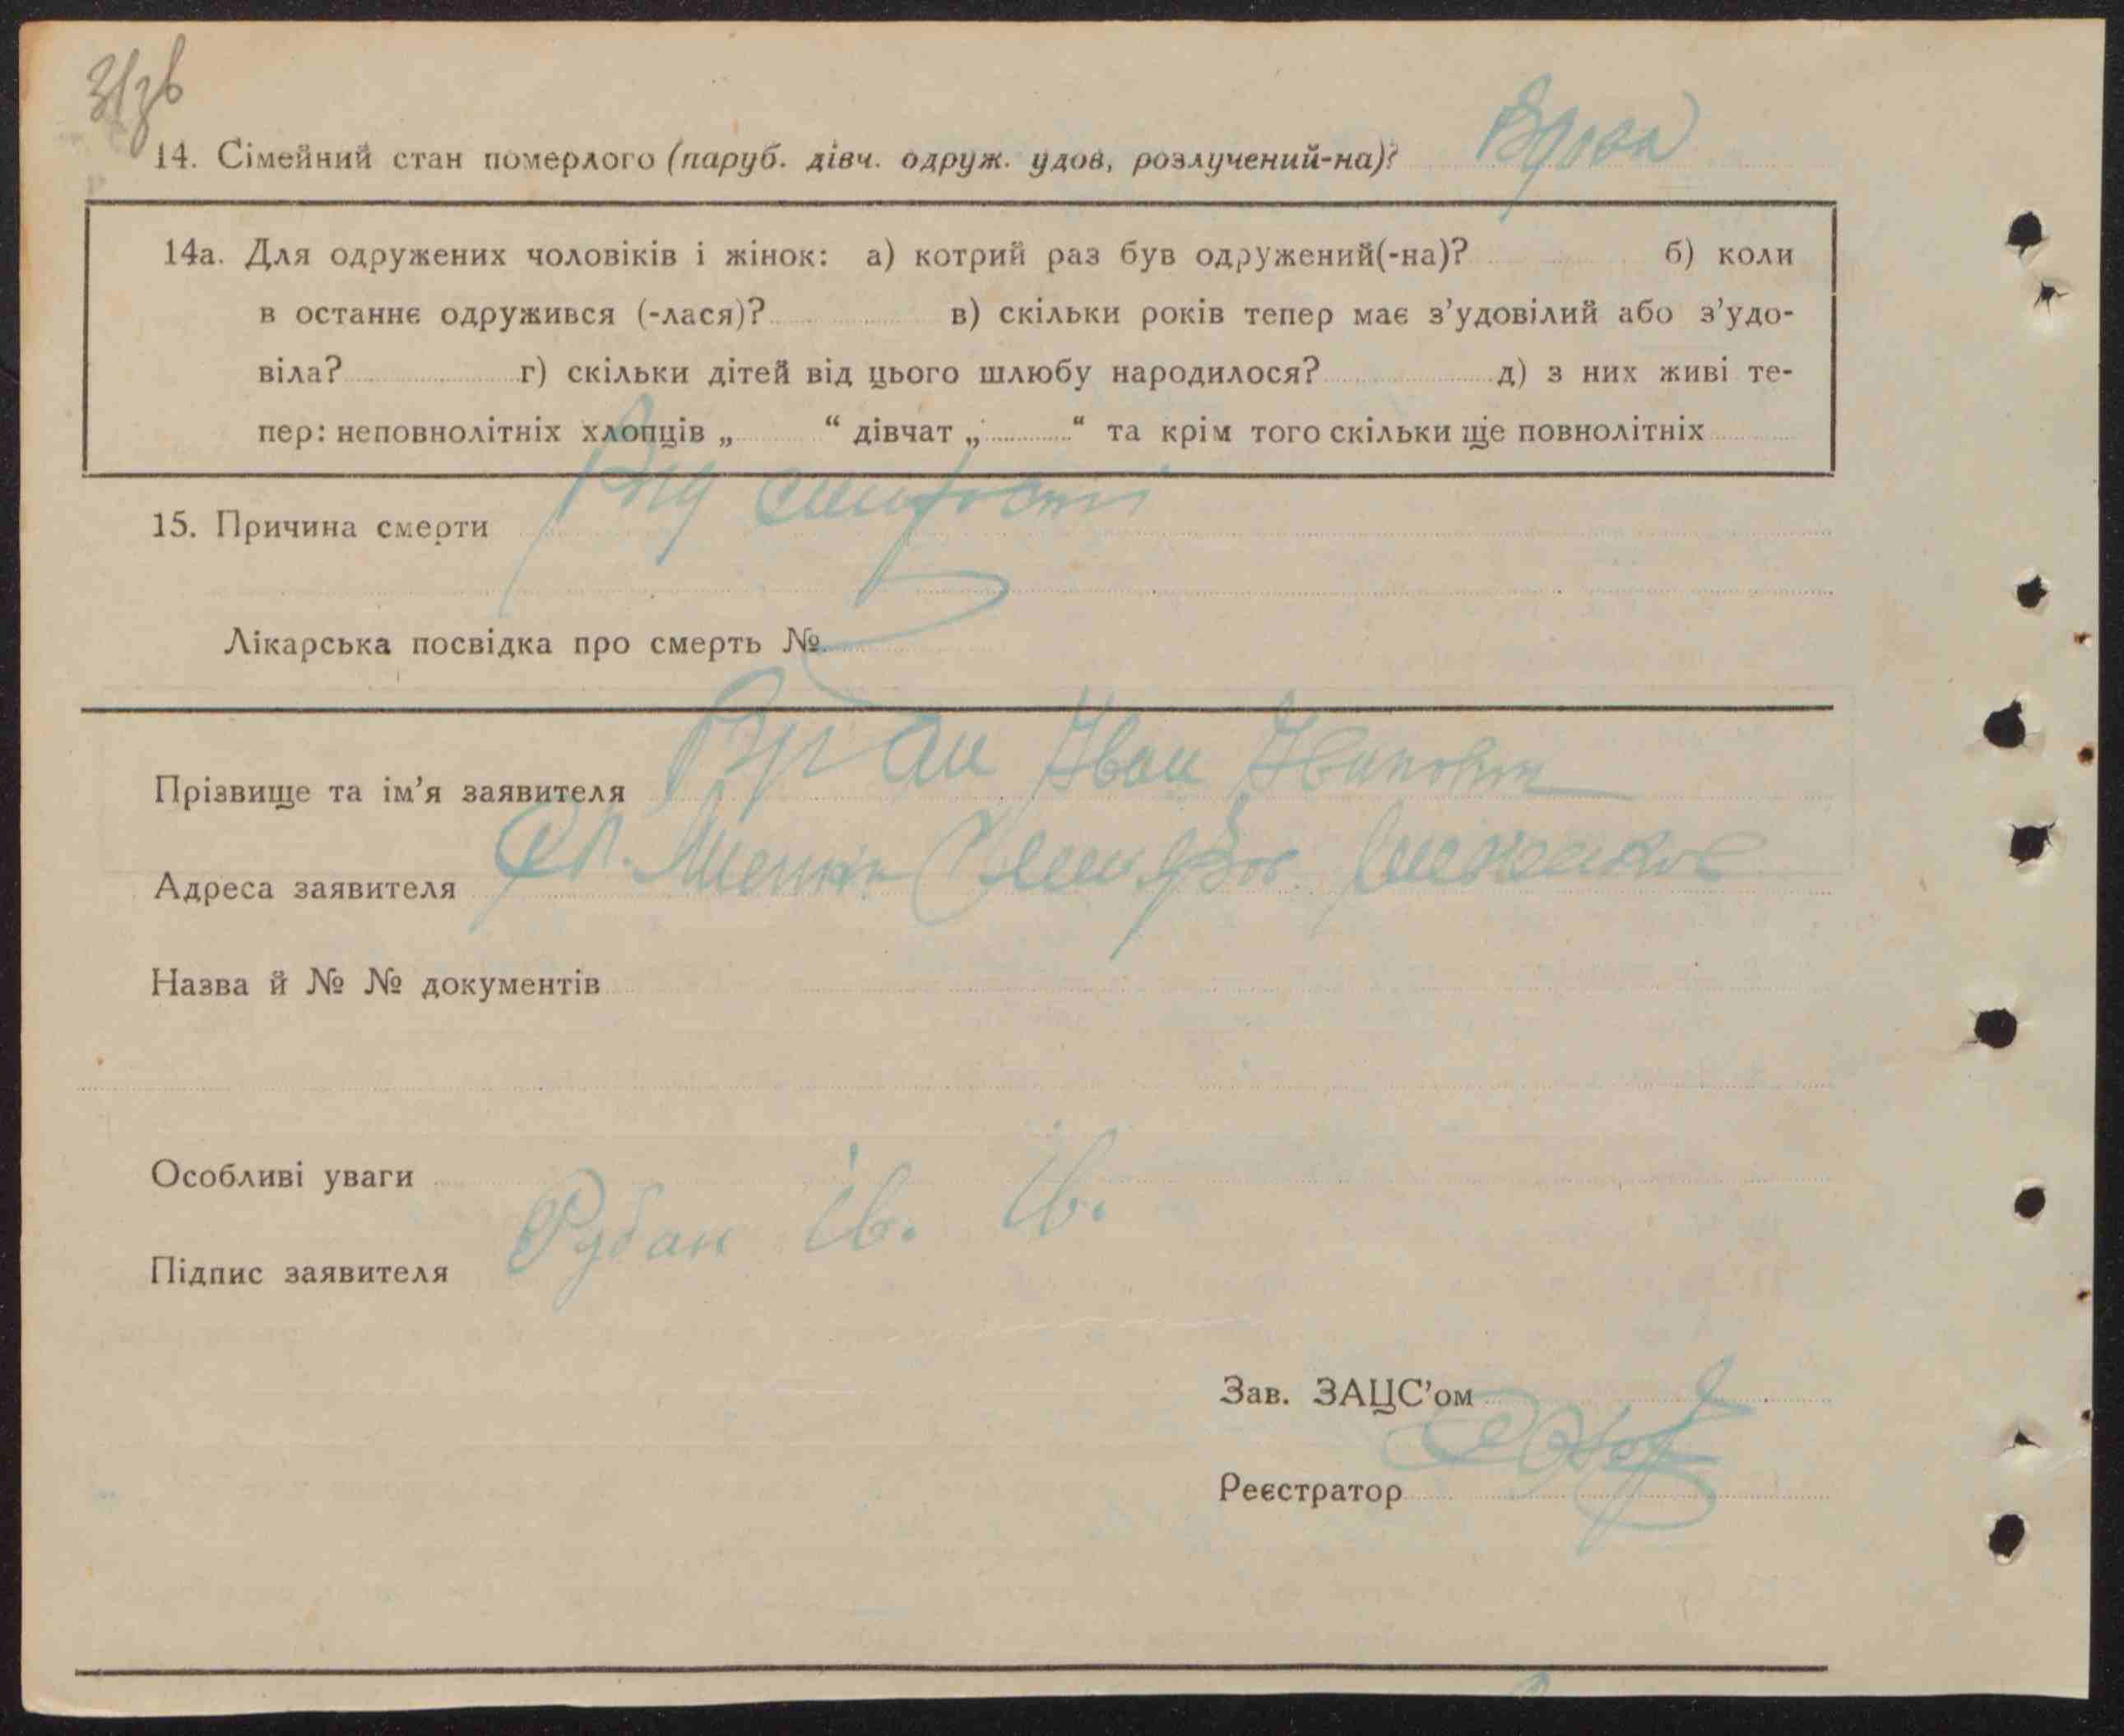 14. Сімейний стан померлого (паруб. дівч. одруж. удов, розлучений-на)? Вдова
14а. Для одружених чоловіків і жінок: а) котрий раз був одружений(-на)? б) коли
в останнє одружився (-лася)? в) скільки років тепер має з’удовілий або з’удо-
віла? г) скільки дітей від цього шлюбу народилося? д) з них живі те-
пер: неповнолітніх хлопців „ “ дівчат „ “ та крім того скільки ще повнолітніх
15. Причина смерти Від старости
Лікарська посвідка про смерть №
Прізвище та ім’я заявителя Рубан Іван Іванович
Адреса заявителя
Назва й № № документів
Особливі уваги
Підпис заявителя Рубан Ів. Ів.
Зав. ЗАЦС’ом
Реєстратор